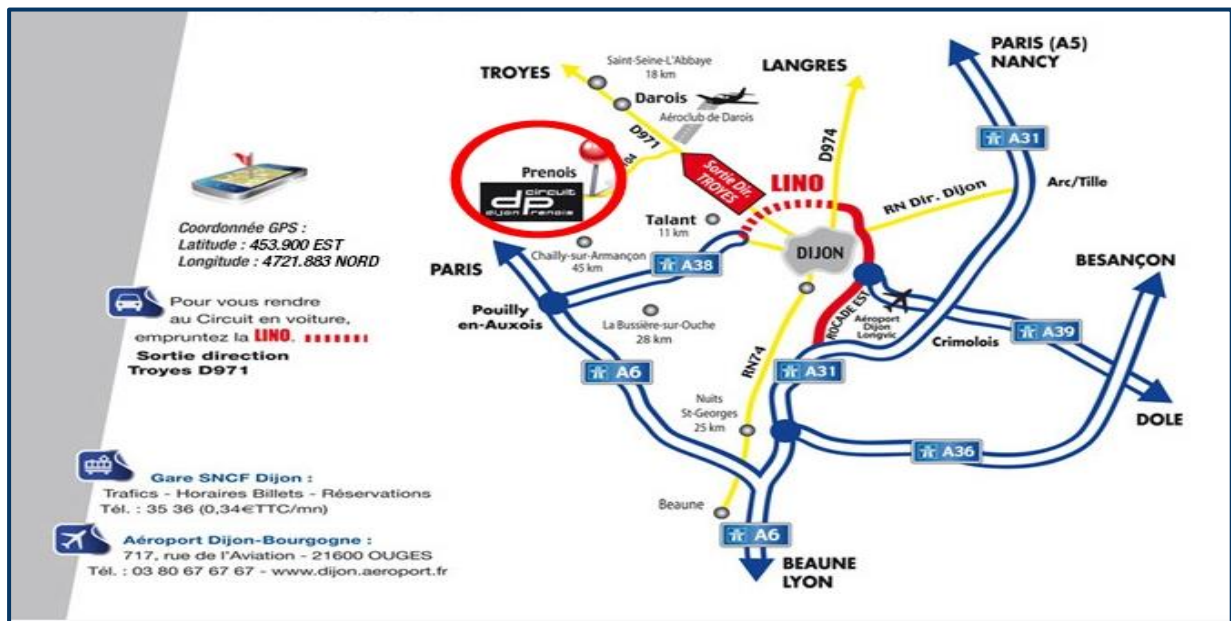 Coordonnée GPS :
Latitude : 453.900 EST
Longitude : 4721.883 NORD
Pour vous rendre
au Circuit en voiture,
empruntez la LINO.
Sortie direction
Troyes D971
Gare SNCF Dijon :
Trafics - Horaires Billets - Réservations
Tél. : 35 36 (0,34€TTC/mn)
Aéroport Dijon-Bourgogne :
717, rue de l'Aviation - 21600 OUGES
Tél. : 03 80 67 67 67 - www.dijon.aeroport.fr
TROYES
Saint-Seine-L'Abbaye
18 km
Darois
Aéroclub de Darois
D971
Prenois
circuit
dp
dijon prenois
Sortie Dir.
TROYES
LINO
LANGRES
D974
PARIS (A5)
NANCY
A31
Arc/Tille
RN Dir. Dijon
Talant
11 km
DIJON
Chailly-sur-Armançon
45 km
A38
PARIS
Pouilly
en-Auxois
La Bussière-sur-Ouche
28 km
ROCADE EST
Aéroport
Dijon
Longvic
Crimolois
A39
BESANÇON
DOLE
A6
RN74
A31
Nuits
St-Georges
25 km
A36
Beaune
A6
BEAUNE
LYON